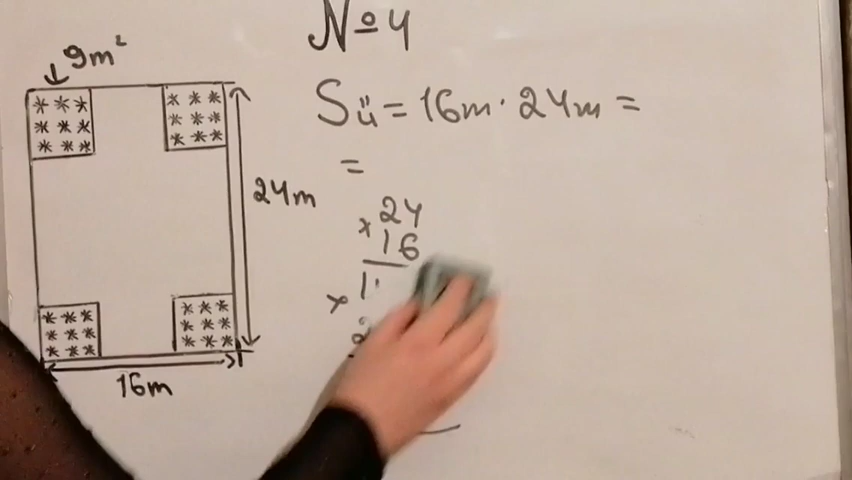 №4
9m²
Sü = 16m · 24m =
=
24m
× 24
16
16m